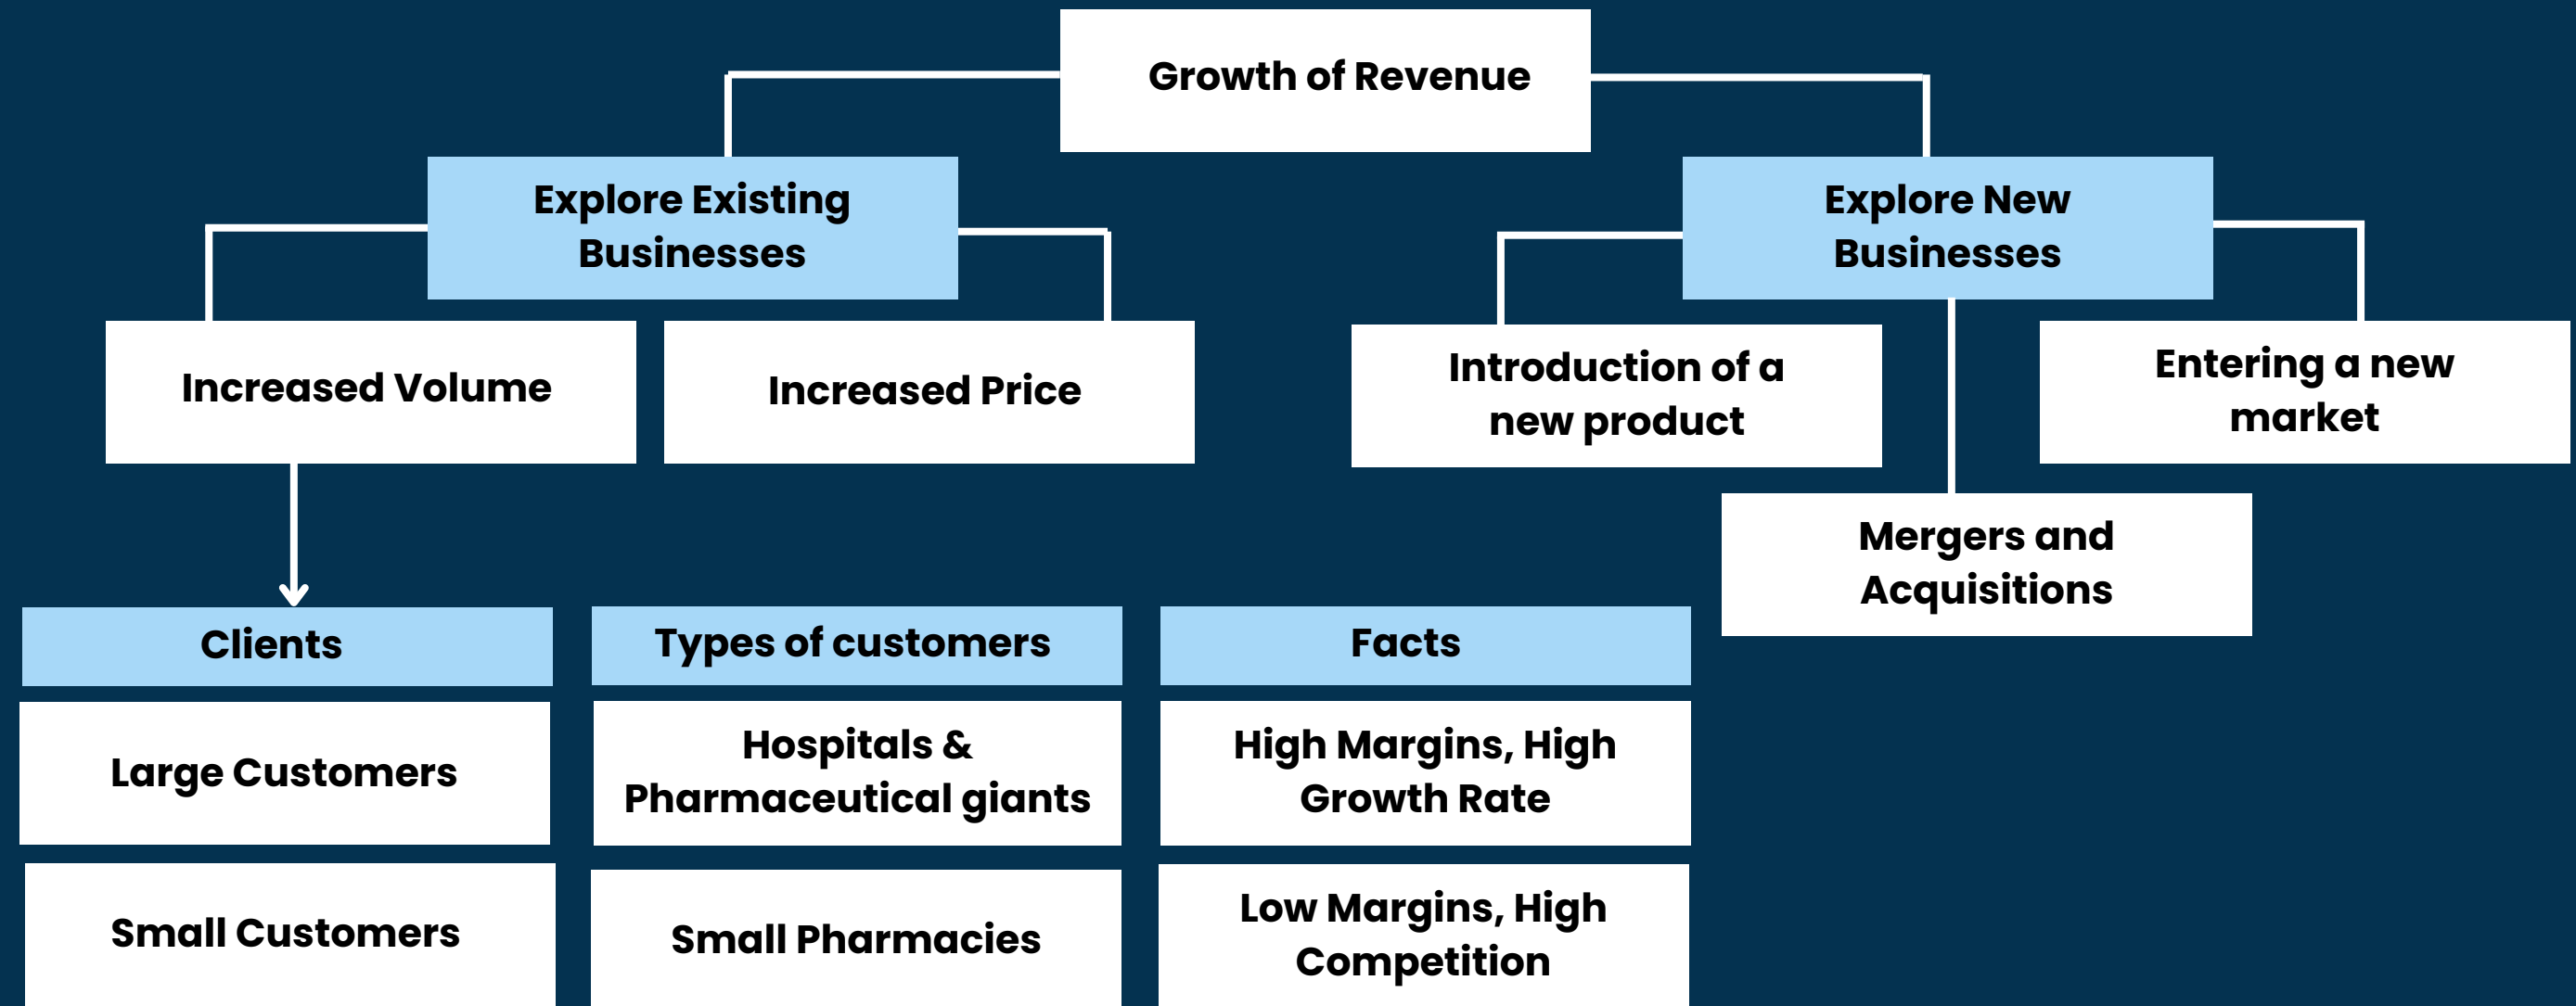 Growth of Revenue
Explore Existing
Businesses
Explore New
Businesses
Increased Volume
Increased Price
Introduction of a
new product
Entering a new
market
Mergers and
Acquisitions
Clients
Types of customers
Facts
Large Customers
Hospitals &
Pharmaceutical giants
High Margins, High
Growth Rate
Small Customers
Small Pharmacies
Low Margins, High
Competition